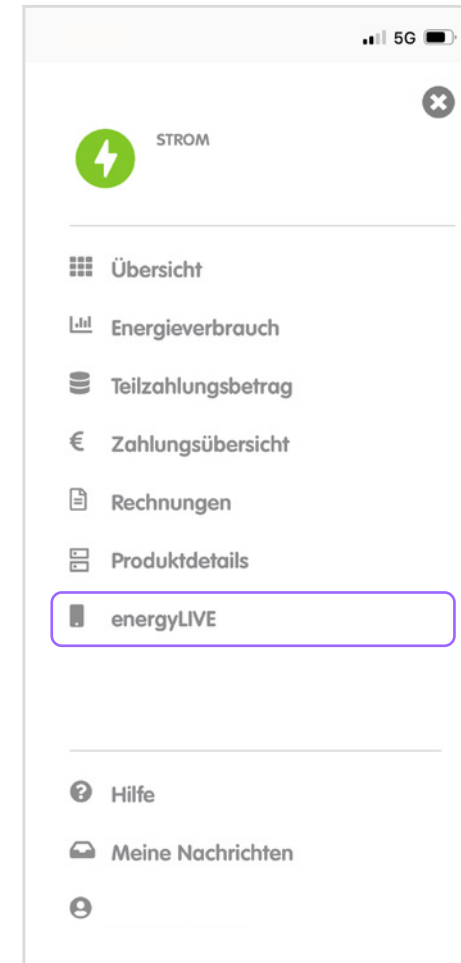 5G
STROM
Übersicht
Energieverbrauch
Teilzahlungsbetrag
€ Zahlungsübersicht
Rechnungen
Produktdetails
energyLIVE
Hilfe
Meine Nachrichten